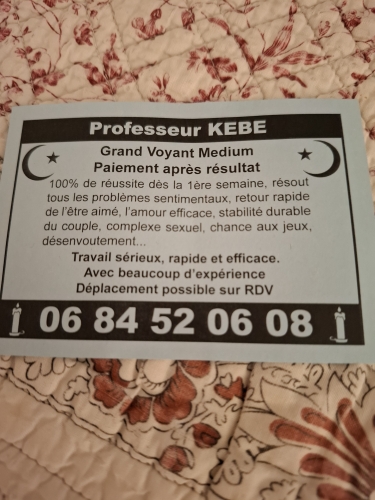 Professeur KEBE
Grand Voyant Medium
Paiement après résultat
100% de réussite dés la 1ère semaine, résout
tous les problèmes sentimentaux, retour rapide
de l'être aimé, l'amour efficace, stabilité durable
du couple, complexe sexuel, chance aux jeux,
désenvoutement...
Travail sérieux, rapide et efficace.
Avec beaucoup d'expérience
Déplacement possible sur RDV
06 84 52 06 08